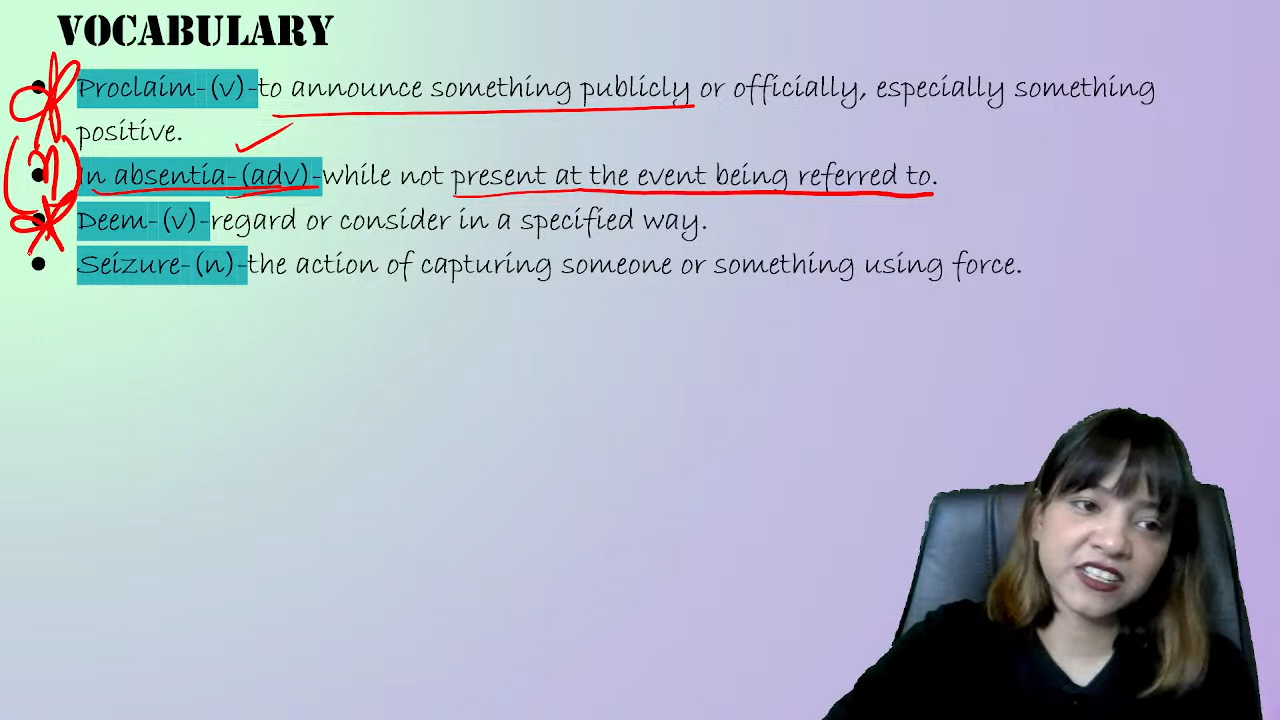 VOCABULARY
Proclaim-(v)-to announce something publicly or officially, especially something
positive.
In absentia-(adv)-while not present at the event being referred to.
Deem-(v)-regard or consider in a specified way.
Seizure-(n)-the action of capturing someone or something using force.